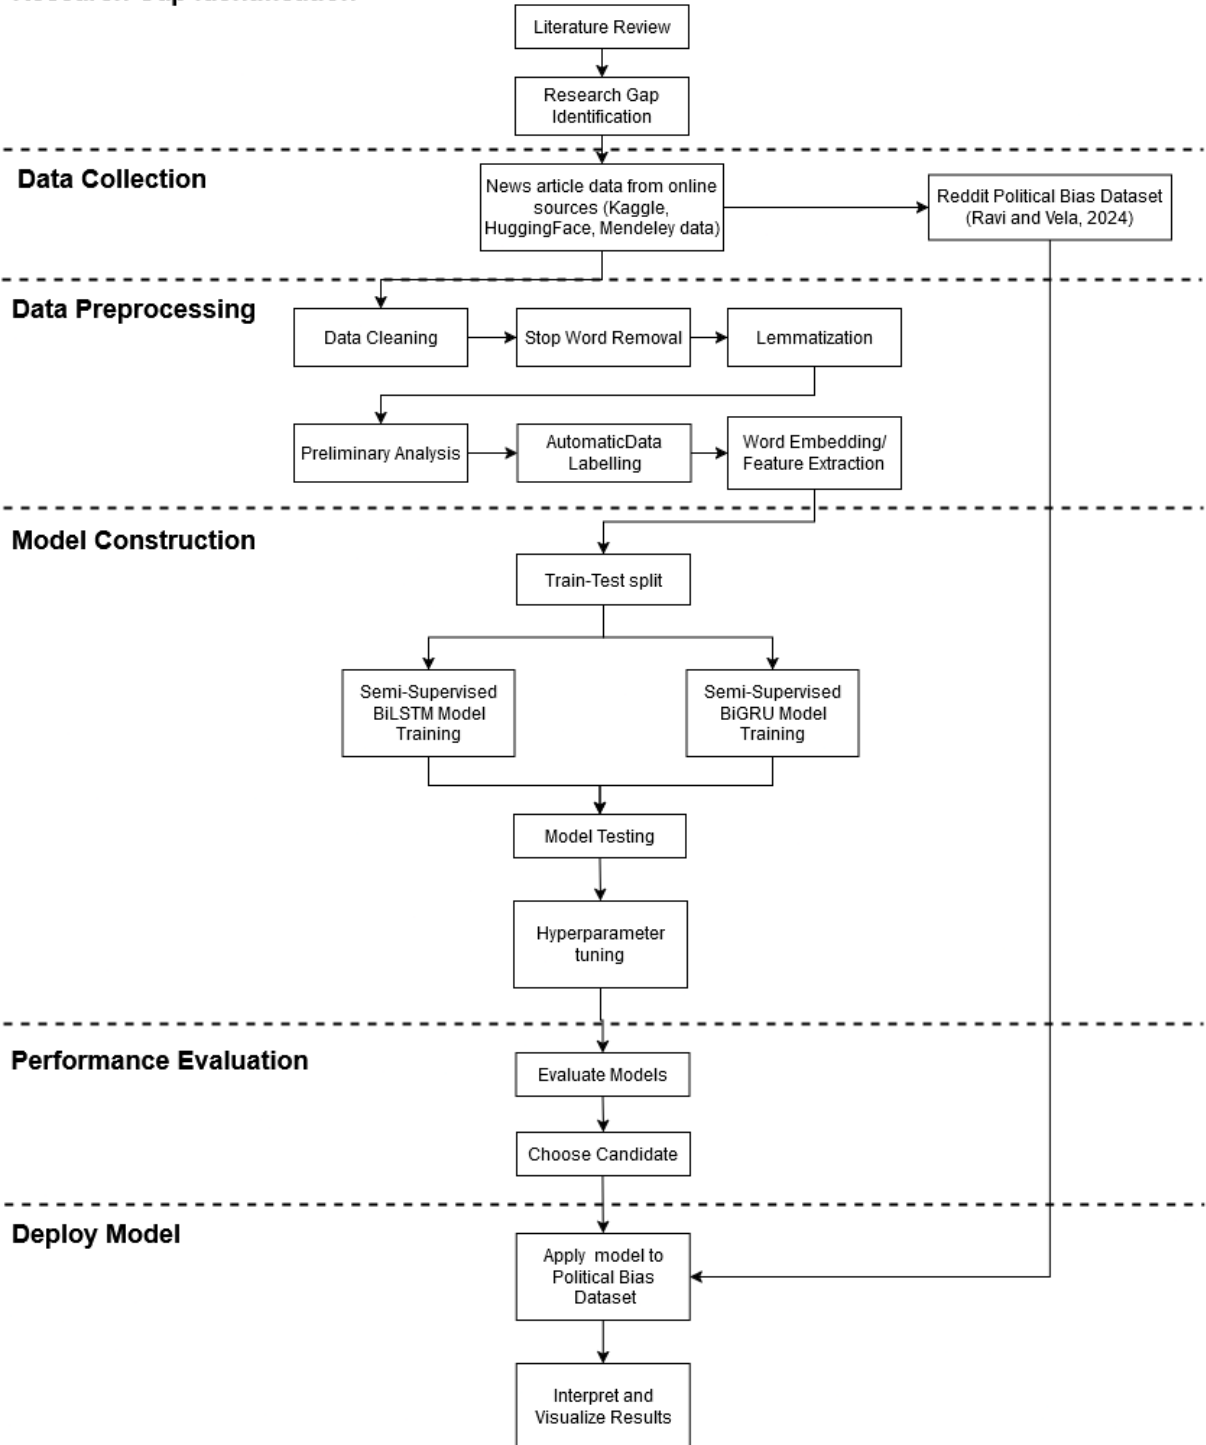 Research Gap Identification
Literature Review
Research Gap
Identification
Data Collection
News article data from online
sources (Kaggle,
HuggingFace, Mendeley data)
Reddit Political Bias Dataset
(Ravi and Vela, 2024)
Data Preprocessing
Data Cleaning
Stop Word Removal
Lemmatization
Preliminary Analysis
AutomaticData
Labelling
Word Embedding/
Feature Extraction
Model Construction
Train-Test split
Semi-Supervised
BiLSTM Model
Training
Semi-Supervised
BiGRU Model
Training
Model Testing
Hyperparameter
tuning
Performance Evaluation
Evaluate Models
Choose Candidate
Deploy Model
Apply model to
Political Bias
Dataset
Interpret and
Visualize Results